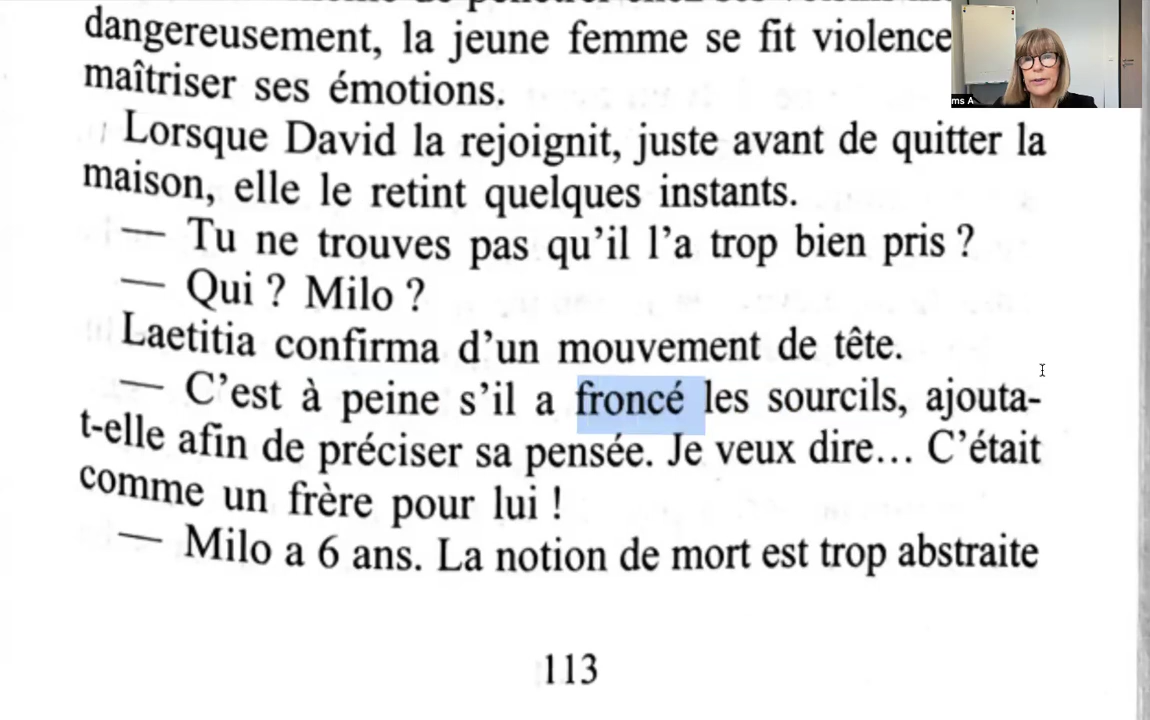 dangereusement, la jeune femme se fit violence
maîtriser ses émotions.
Lorsque David la rejoignit, juste avant de quitter la
maison, elle le retint quelques instants.
— Tu ne trouves pas qu’il l’a trop bien pris ?
— Qui ? Milo ?
Laetitia confirma d’un mouvement de tête.
— C’est à peine s’il a froncé les sourcils, ajouta-
t-elle afin de préciser sa pensée. Je veux dire... C’était
comme un frère pour lui !
— Milo a 6 ans. La notion de mort est trop abstraite
113
ms A